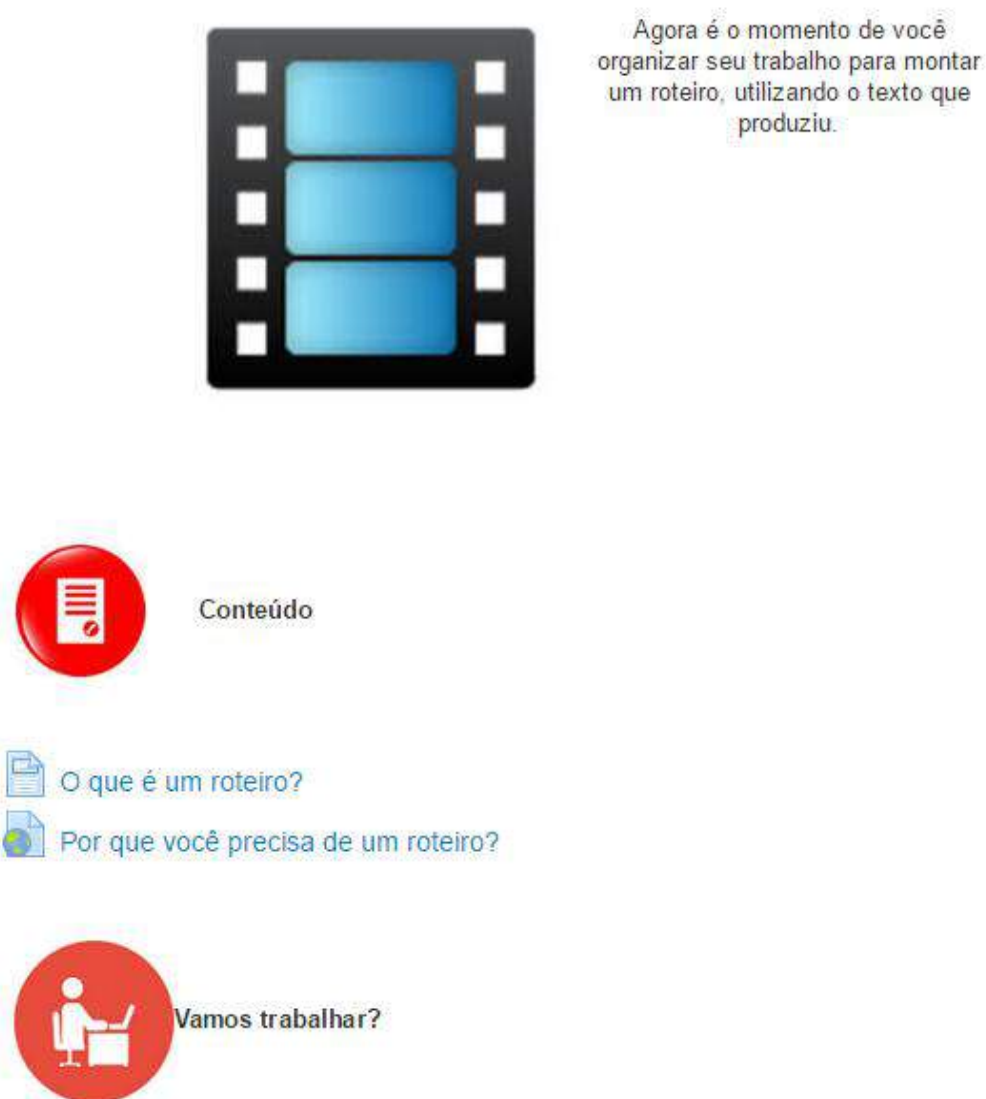 Agora é o momento de você
organizar seu trabalho para montar
um roteiro, utilizando o texto que
produziu.
Conteúdo
O que é um roteiro?
Por que você precisa de um roteiro?
Vamos trabalhar?